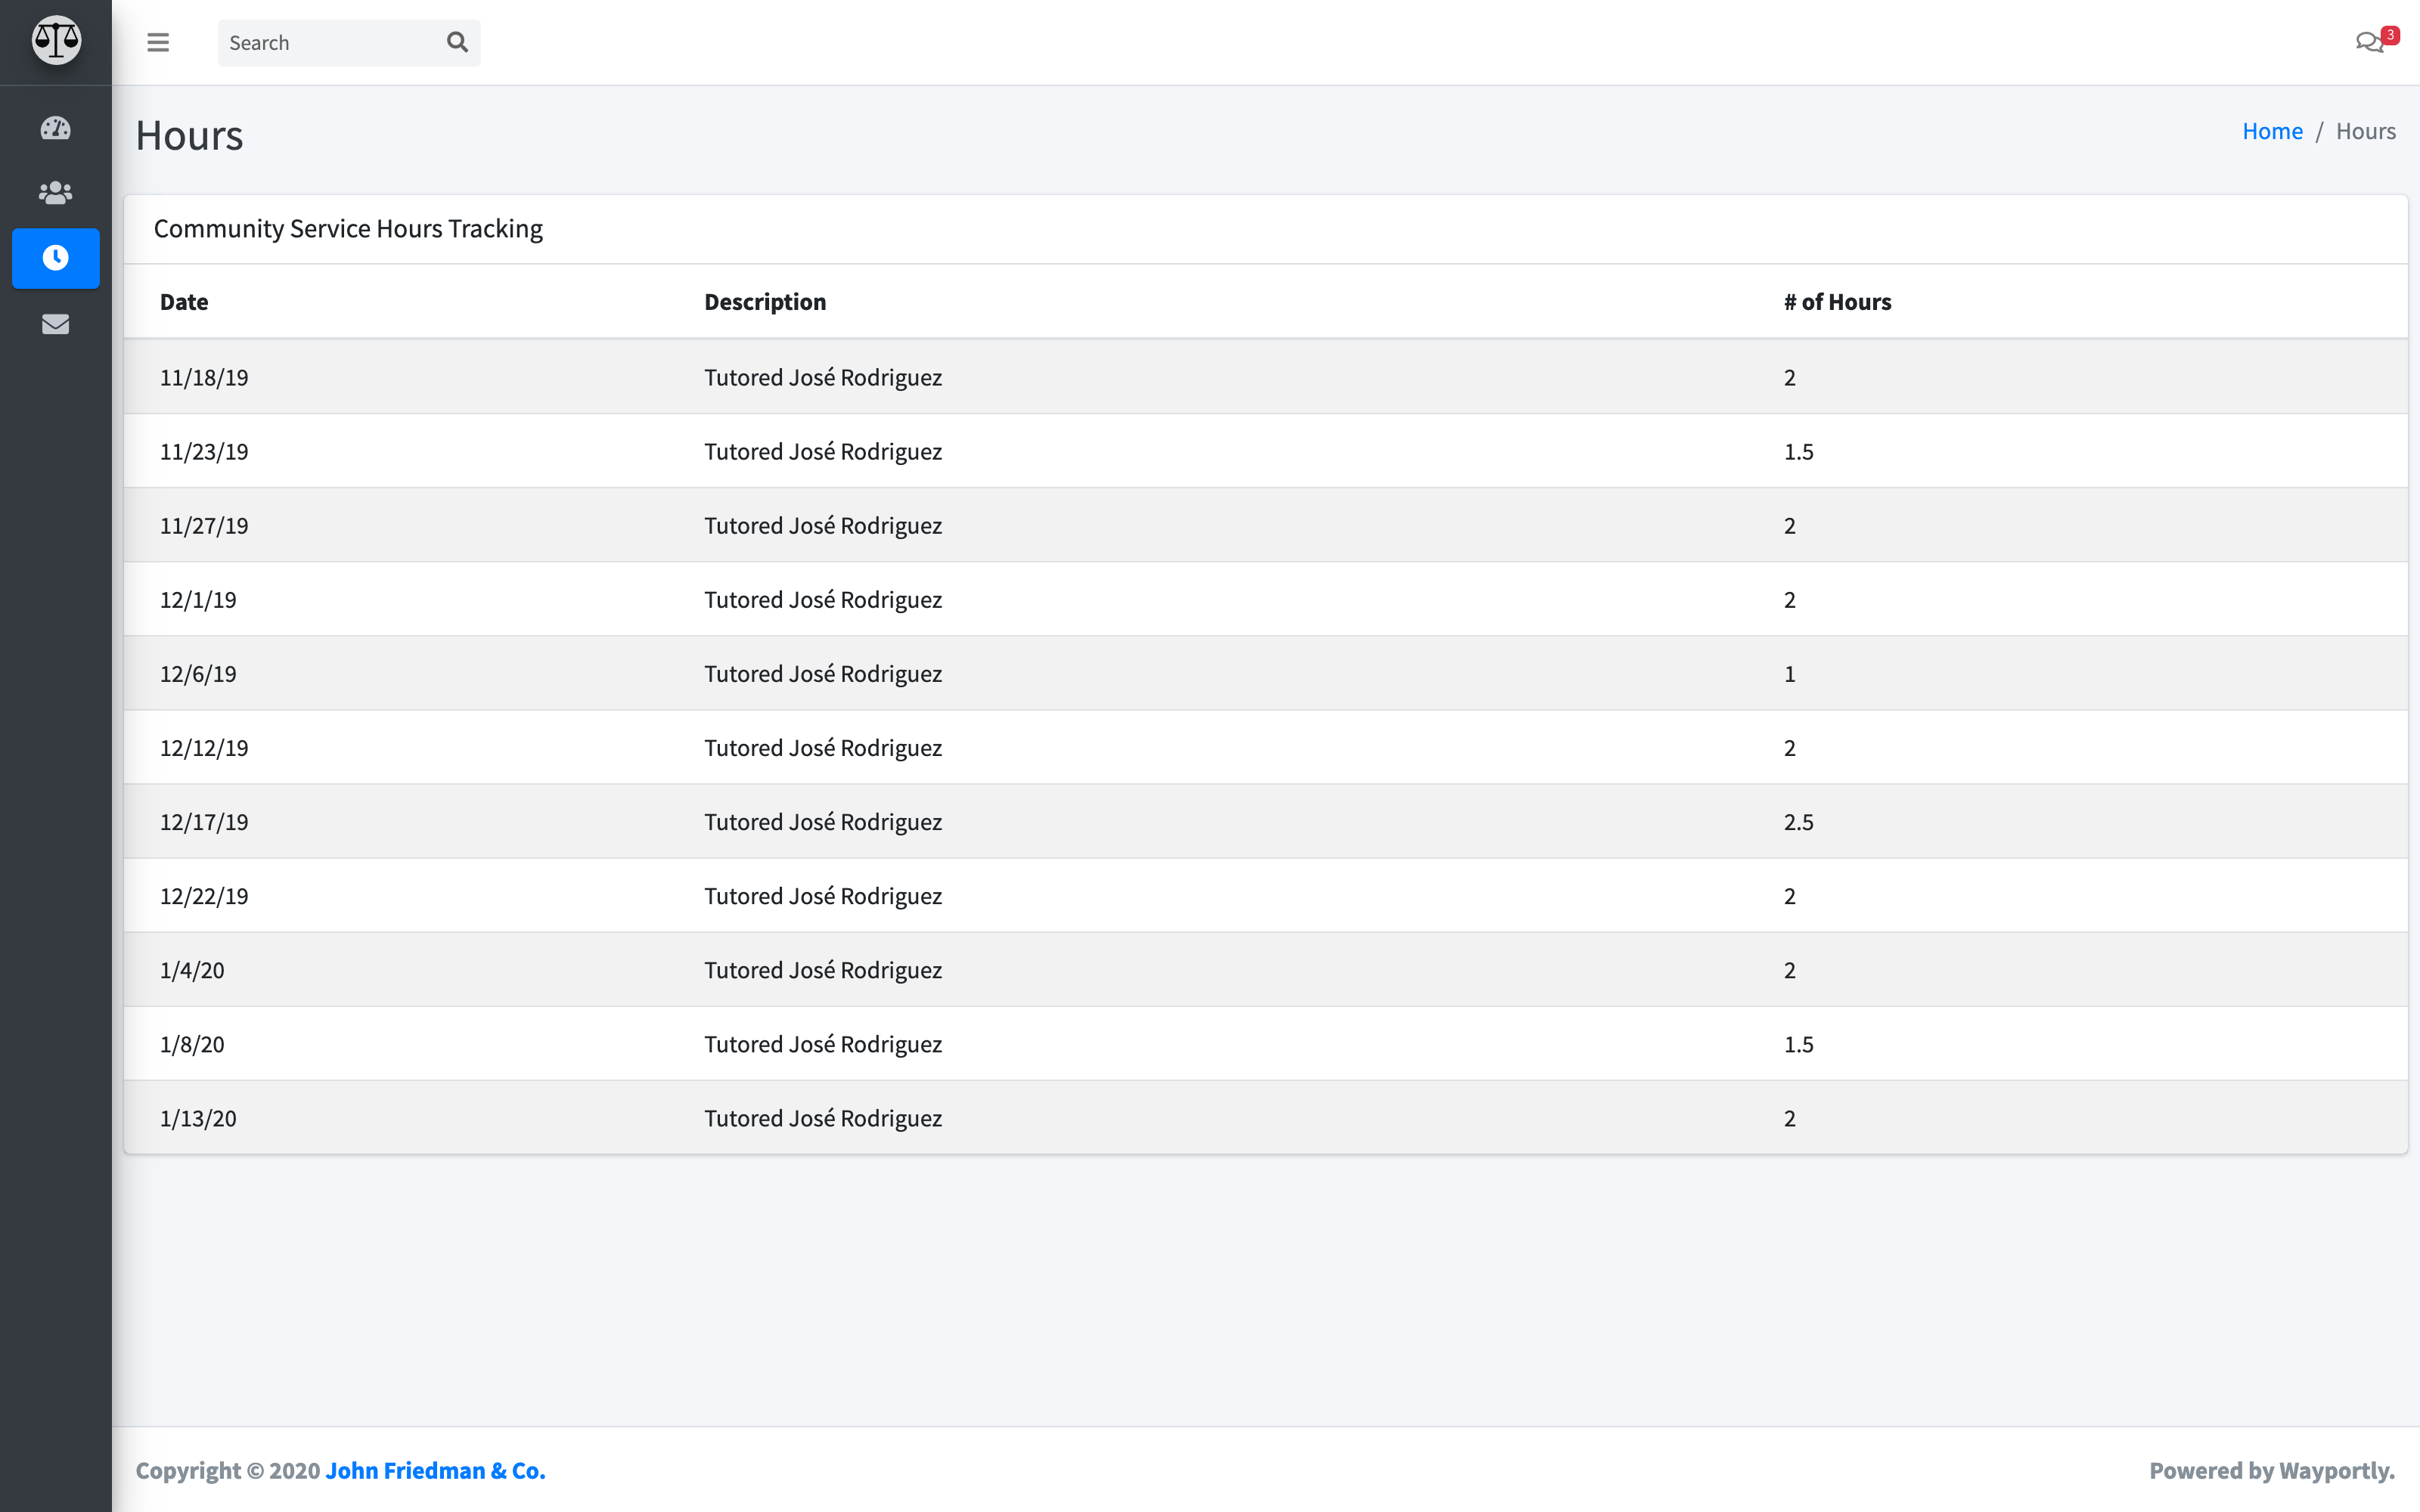 Search
3
Hours
Home / Hours
Community Service Hours Tracking
Date Description # of Hours
11/18/19 Tutored José Rodriguez 2
11/23/19 Tutored José Rodriguez 1.5
11/27/19 Tutored José Rodriguez 2
12/1/19 Tutored José Rodriguez 2
12/6/19 Tutored José Rodriguez 1
12/12/19 Tutored José Rodriguez 2
12/17/19 Tutored José Rodriguez 2.5
12/22/19 Tutored José Rodriguez 2
1/4/20 Tutored José Rodriguez 2
1/8/20 Tutored José Rodriguez 1.5
1/13/20 Tutored José Rodriguez 2
Copyright © 2020 John Friedman & Co. Powered by Wayportly.